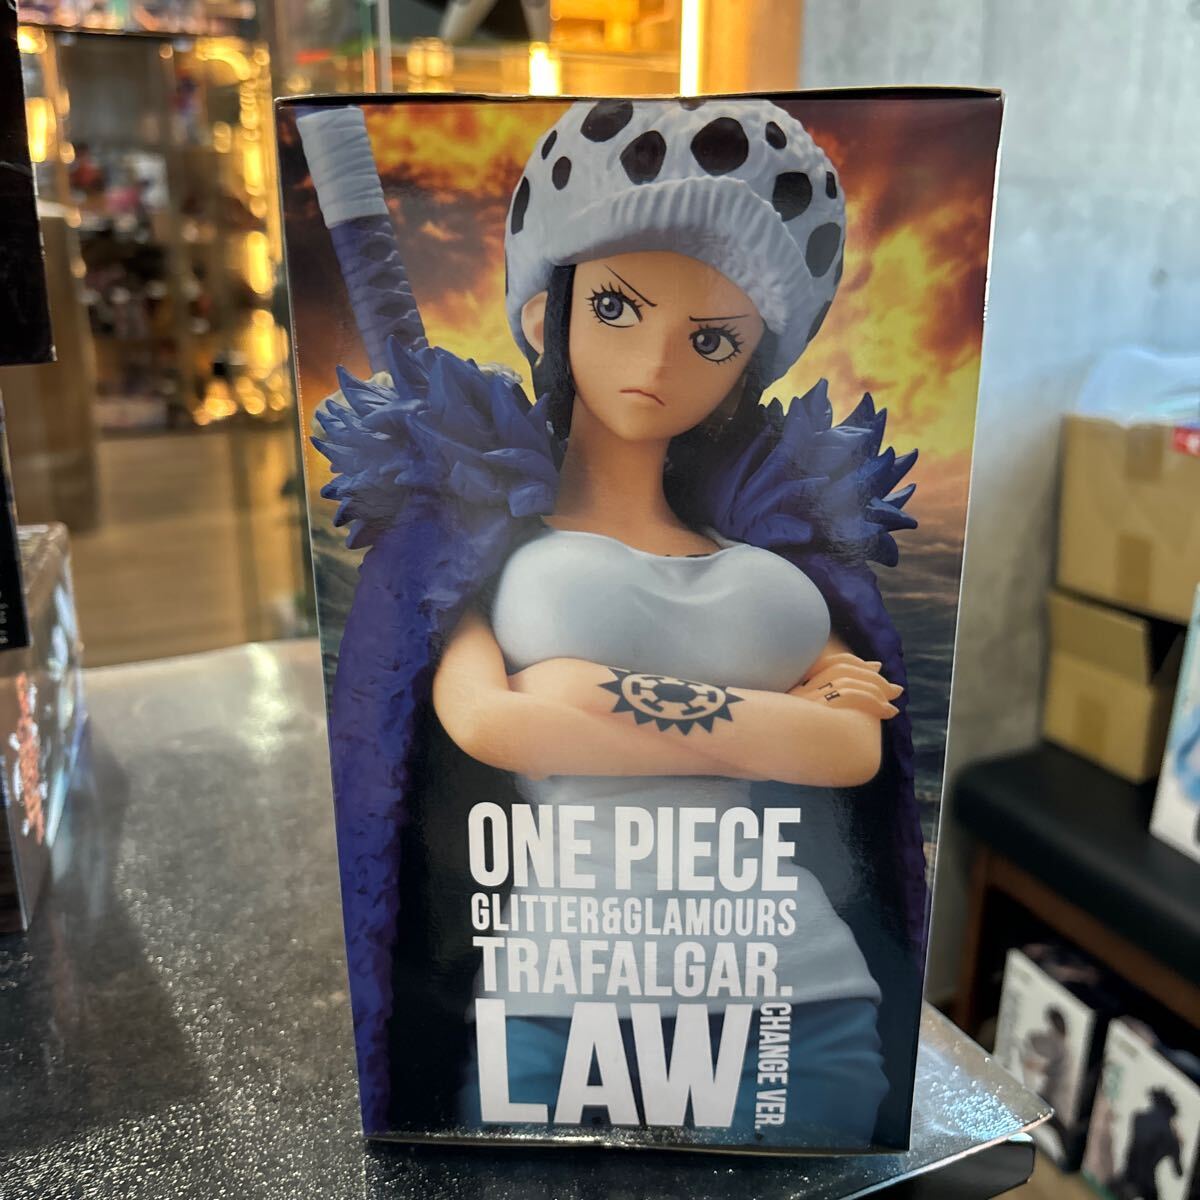 ONE PIECE
GLITTER&GLAMOURS
TRAFALGAR.
LAW
CHANGE VER.